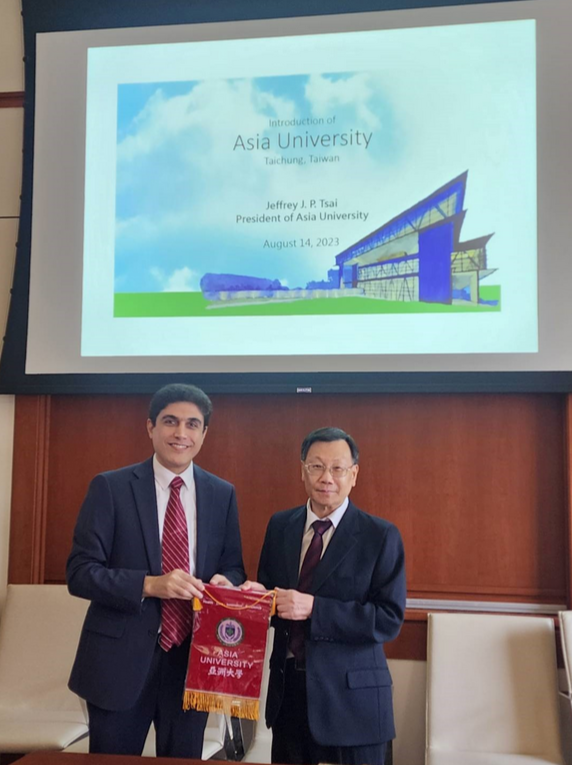 Introduction of
Asia University
Taichung, Taiwan
Jeffrey J. P. Tsai
President of Asia University
August 14, 2023
ASIA
UNIVERSITY
亞洲大學